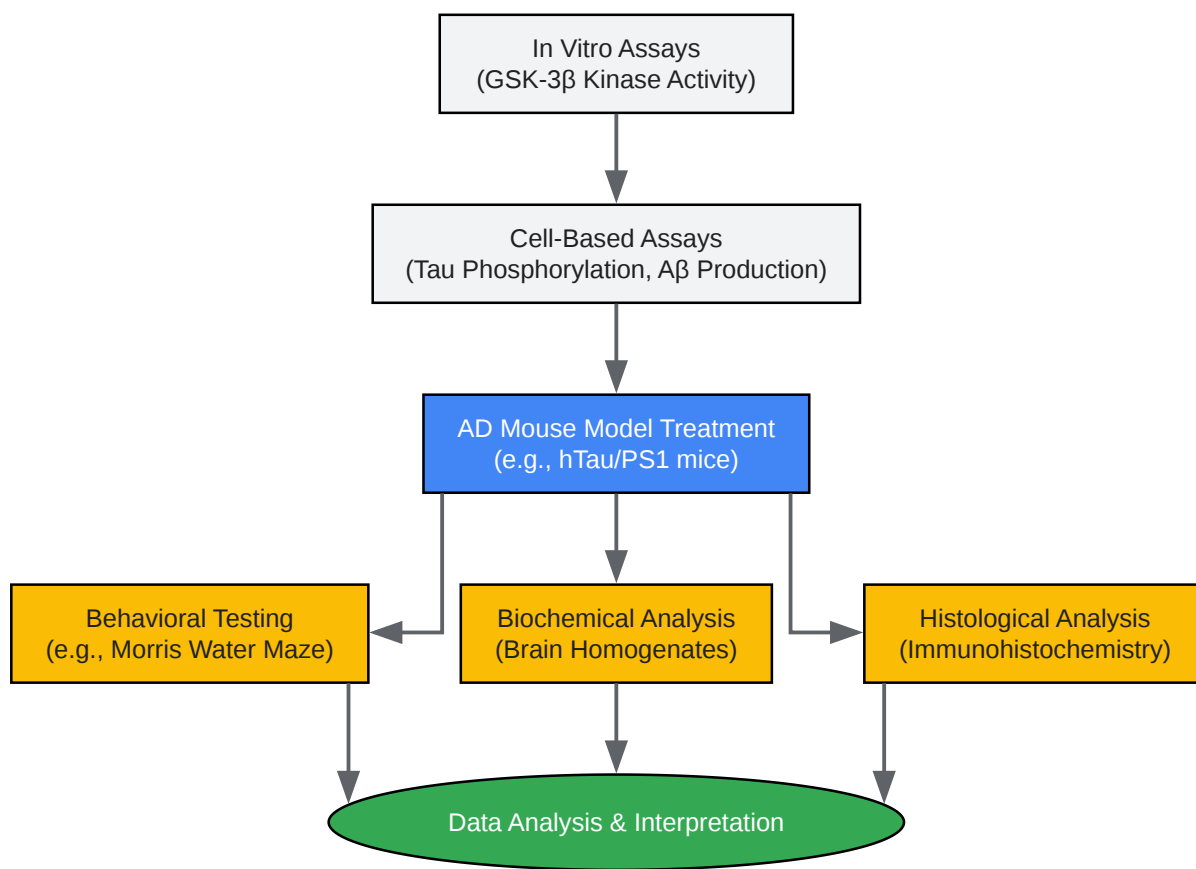 In Vitro Assays
(GSK-3β Kinase Activity)
Cell-Based Assays
(Tau Phosphorylation, Aβ Production)
AD Mouse Model Treatment
(e.g., hTau/PS1 mice)
Behavioral Testing
(e.g., Morris Water Maze)
Biochemical Analysis
(Brain Homogenates)
Histological Analysis
(Immunohistochemistry)
Data Analysis & Interpretation